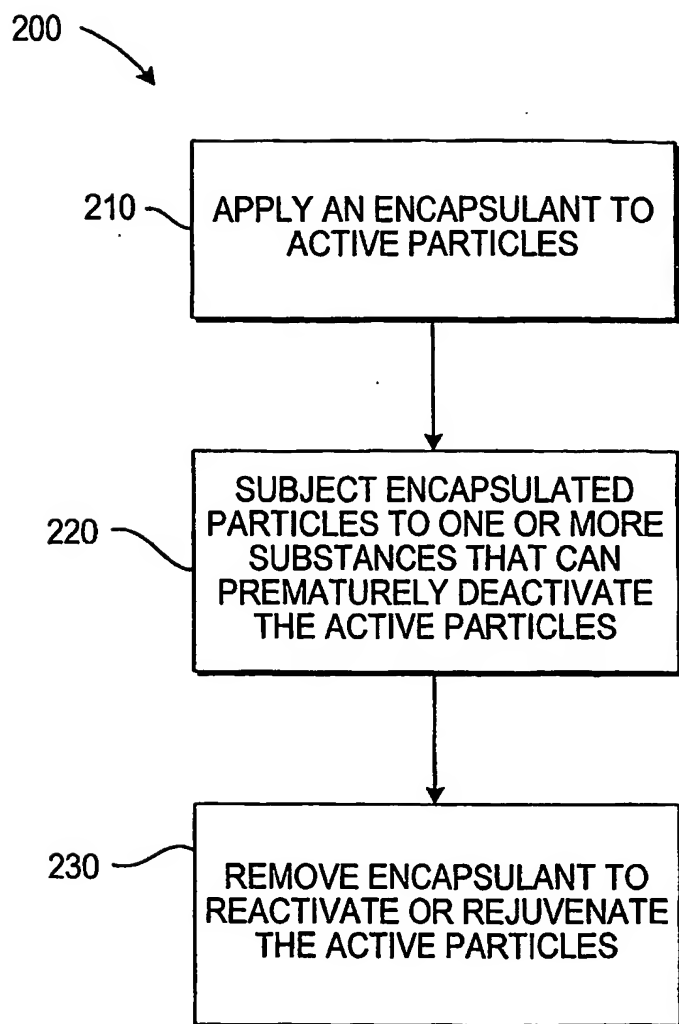 200
210
APPLY AN ENCAPSULANT TO
ACTIVE PARTICLES
220
SUBJECT ENCAPSULATED
PARTICLES TO ONE OR MORE
SUBSTANCES THAT CAN
PREMATURELY DEACTIVATE
THE ACTIVE PARTICLES
230
REMOVE ENCAPSULANT TO
REACTIVATE OR REJUVENATE
THE ACTIVE PARTICLES